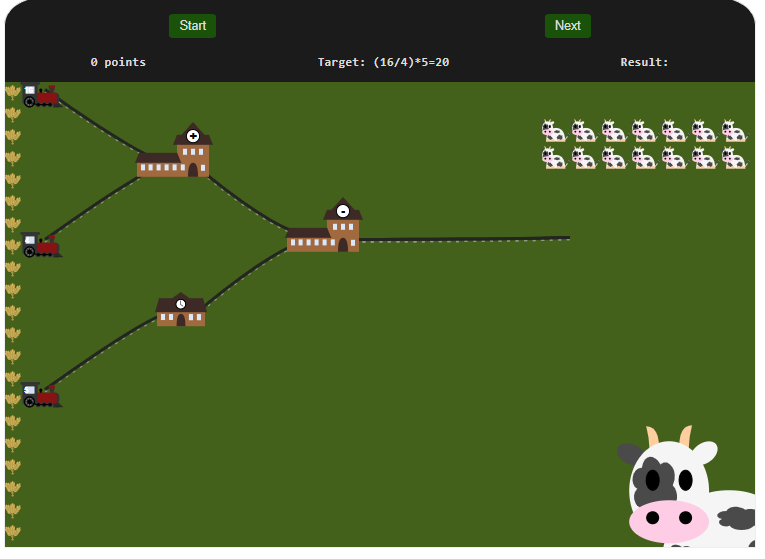 Start
Next
0 points
Target: (16/4)*5=20
Result:
+
-